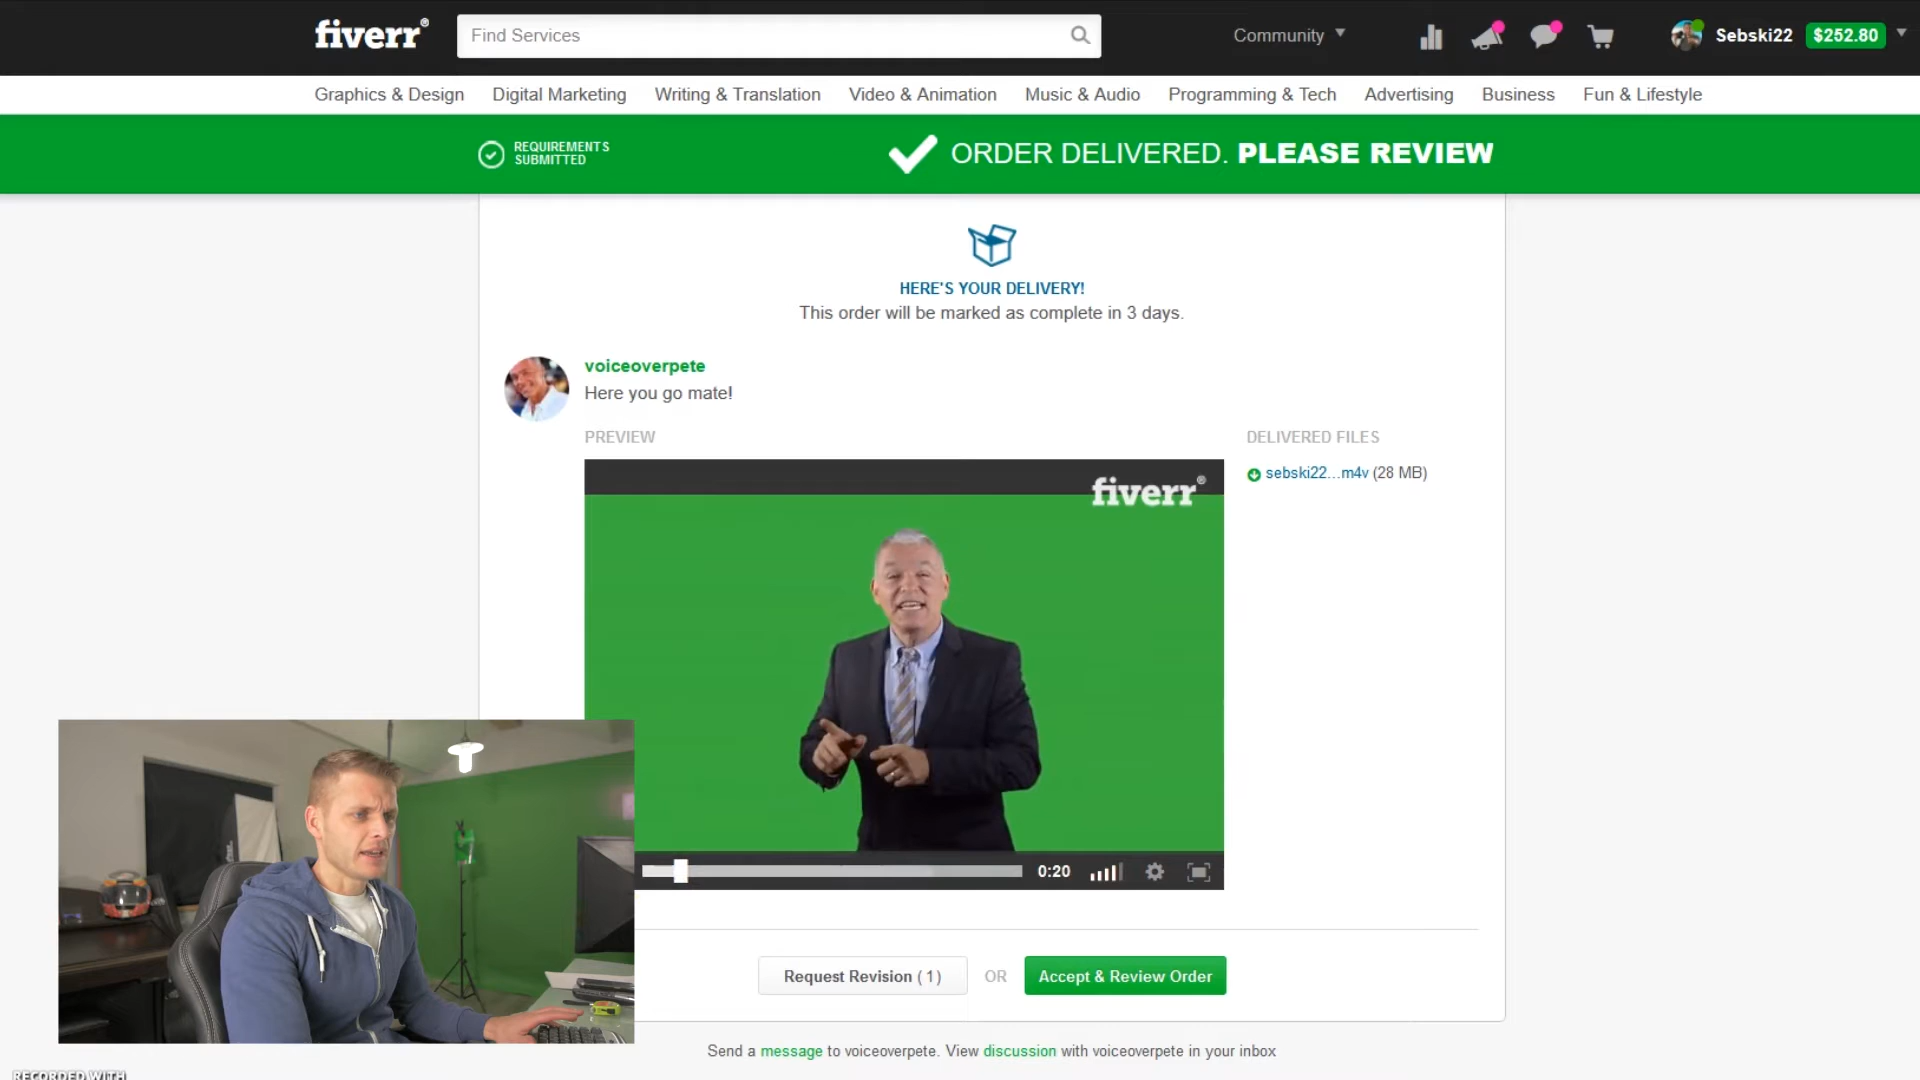 fiverr®
Find Services
Community
Sebski22
$252.80
Graphics & Design
Digital Marketing
Writing & Translation
Video & Animation
Music & Audio
Programming & Tech
Advertising
Business
Fun & Lifestyle
REQUIREMENTS
SUBMITTED
ORDER DELIVERED. PLEASE REVIEW
HERE'S YOUR DELIVERY!
This order will be marked as complete in 3 days.
voiceoverpete
Here you go mate!
PREVIEW
DELIVERED FILES
sebski22...m4v (28 MB)
fiverr®
0:20
Request Revision ( 1 )
OR
Accept & Review Order
Send a message to voiceoverpete. View discussion with voiceoverpete in your inbox
RECORDED WITH